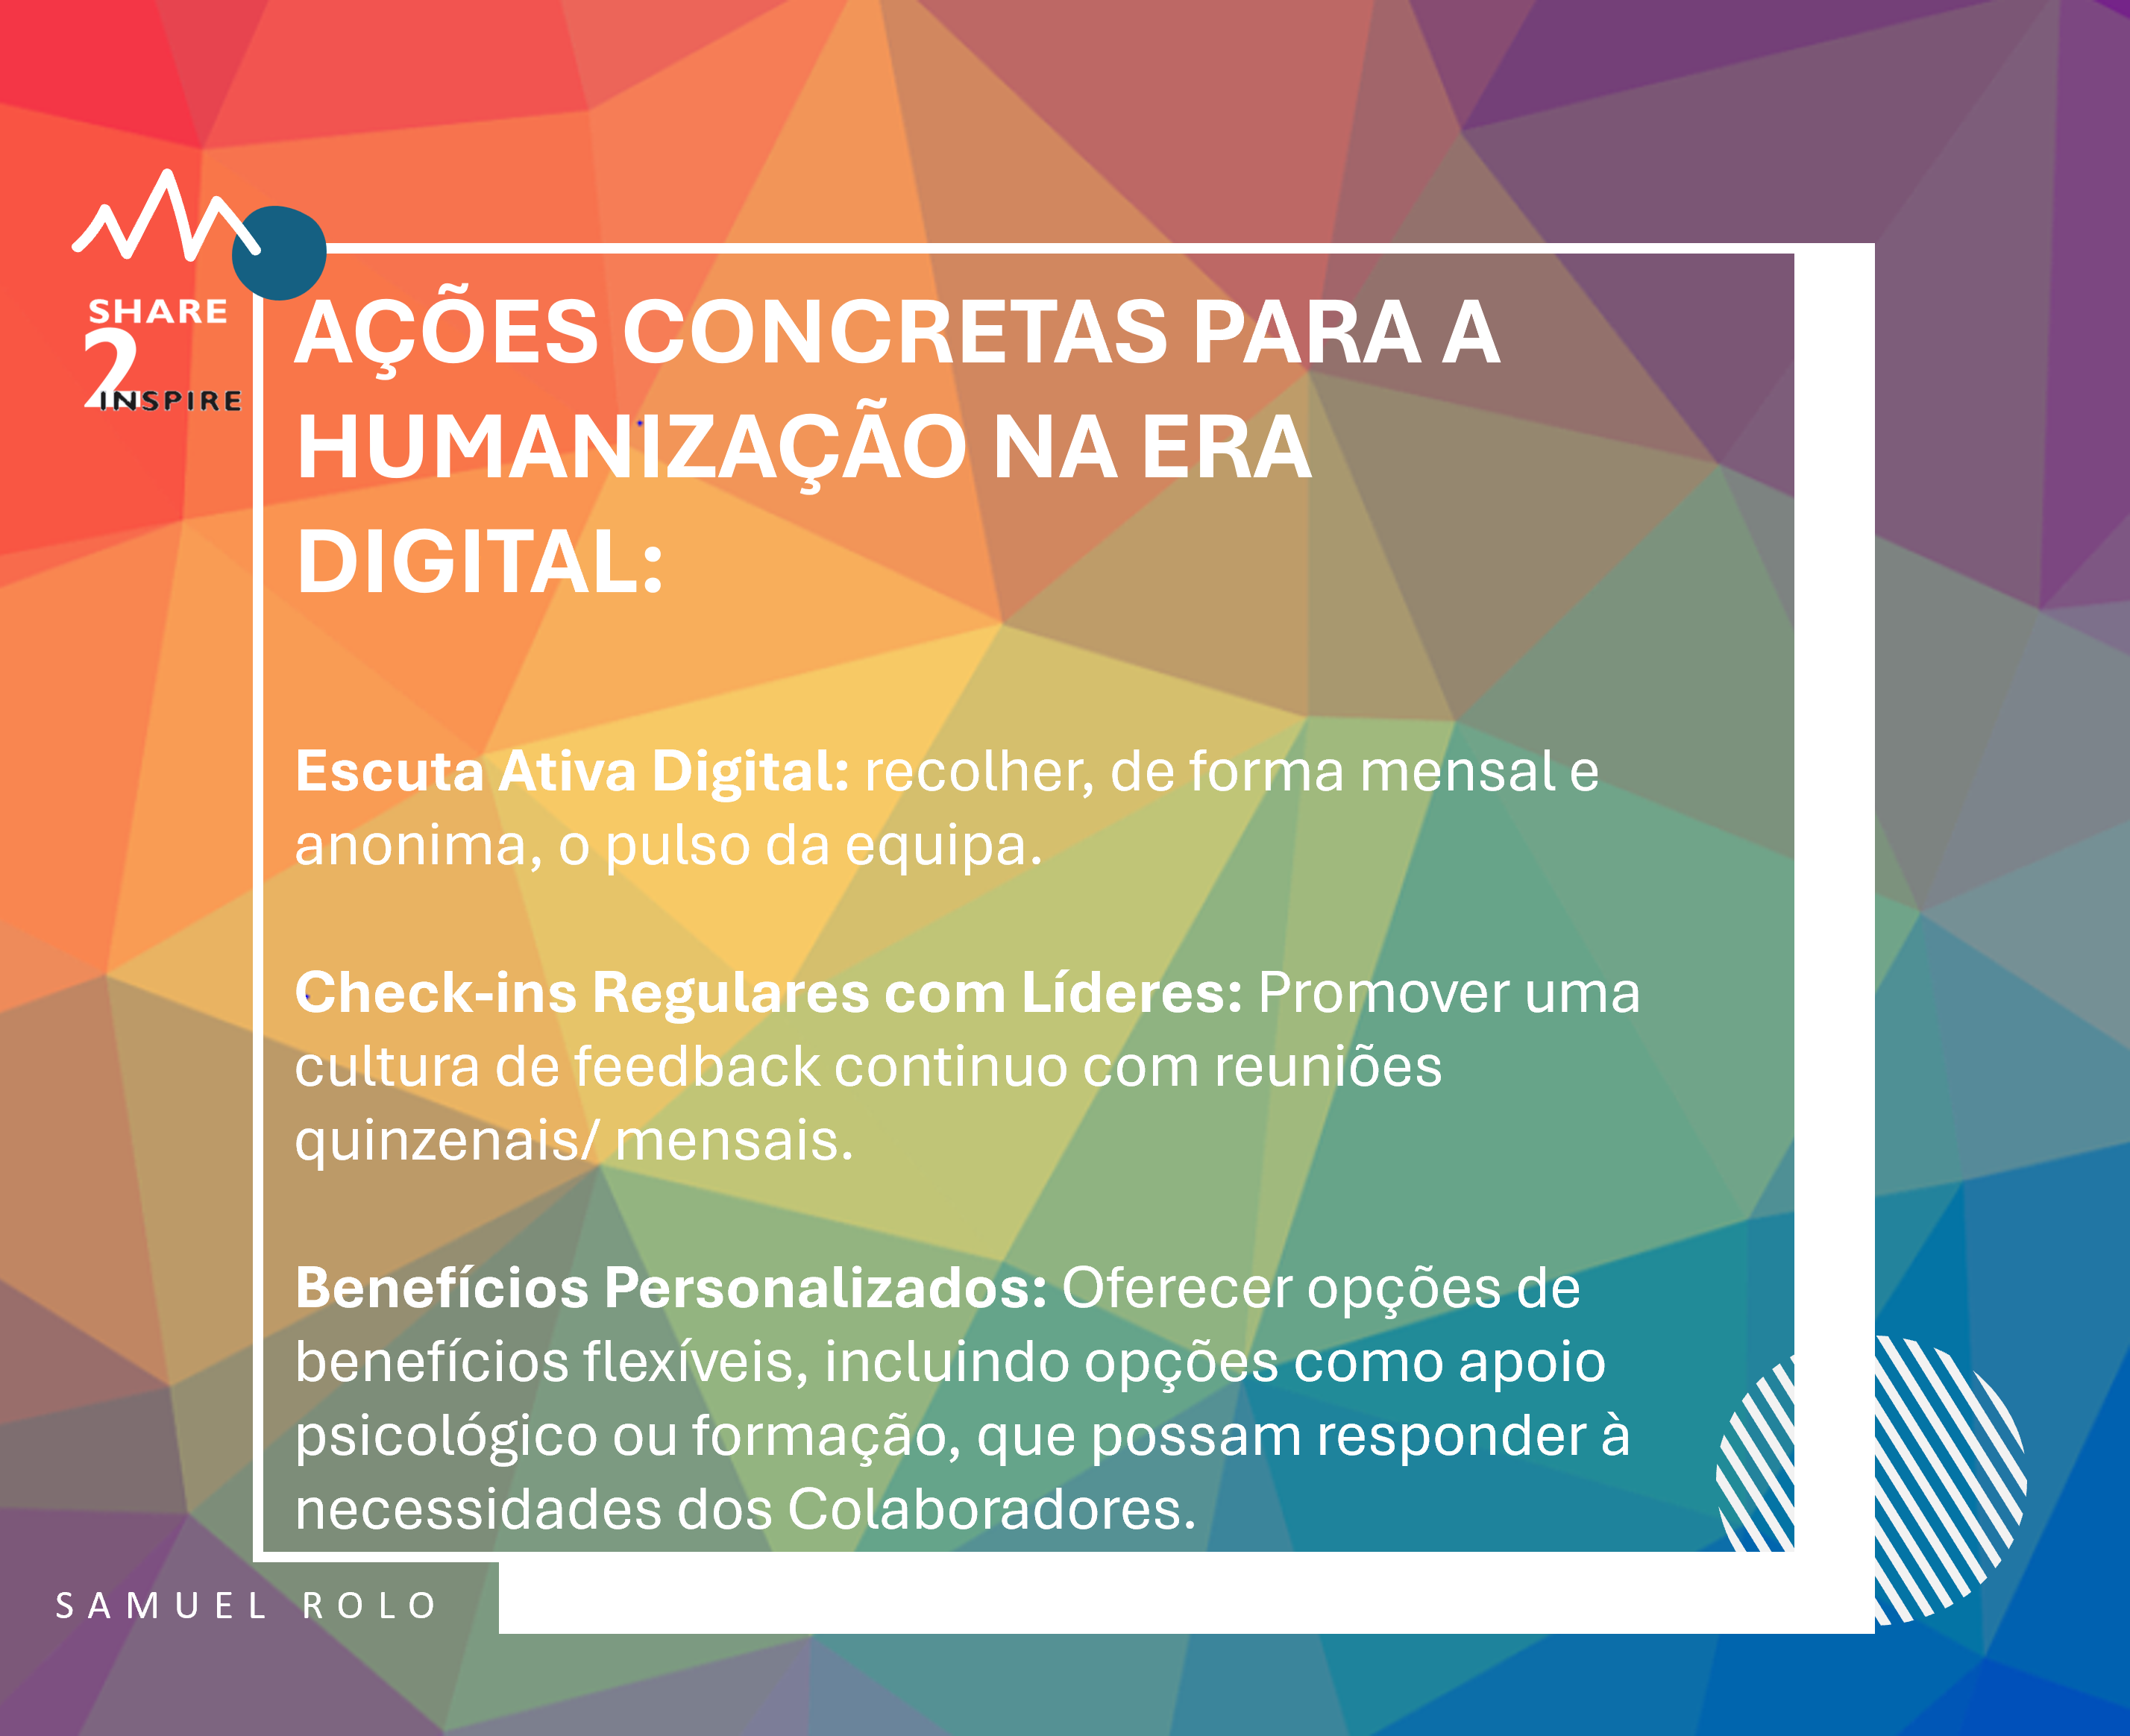 SHARE
2
INSPIRE
AÇÕES CONCRETAS PARA A
HUMANIZAÇÃO NA ERA
DIGITAL:
Escuta Ativa Digital: recolher, de forma mensal e
anonima, o pulso da equipa.
Check-ins Regulares com Líderes: Promover uma
cultura de feedback continuo com reuniões
quinzenais/ mensais.
Benefícios Personalizados: Oferecer opções de
benefícios flexíveis, incluindo opções como apoio
psicológico ou formação, que possam responder à
necessidades dos Colaboradores.
SAMUEL ROLO